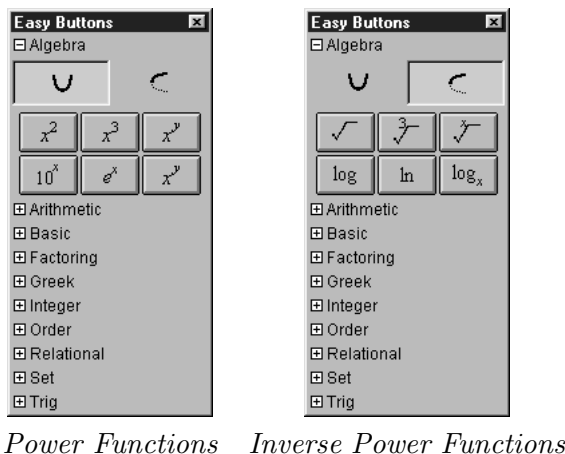 Easy Buttons
Algebra
x² x³ xʸ
10ˣ eˣ xʸ
Arithmetic
Basic
Factoring
Greek
Integer
Order
Relational
Set
Trig
Power Functions
Easy Buttons
Algebra
√ ∛ ˣ√
log ln logₓ
Arithmetic
Basic
Factoring
Greek
Integer
Order
Relational
Set
Trig
Inverse Power Functions